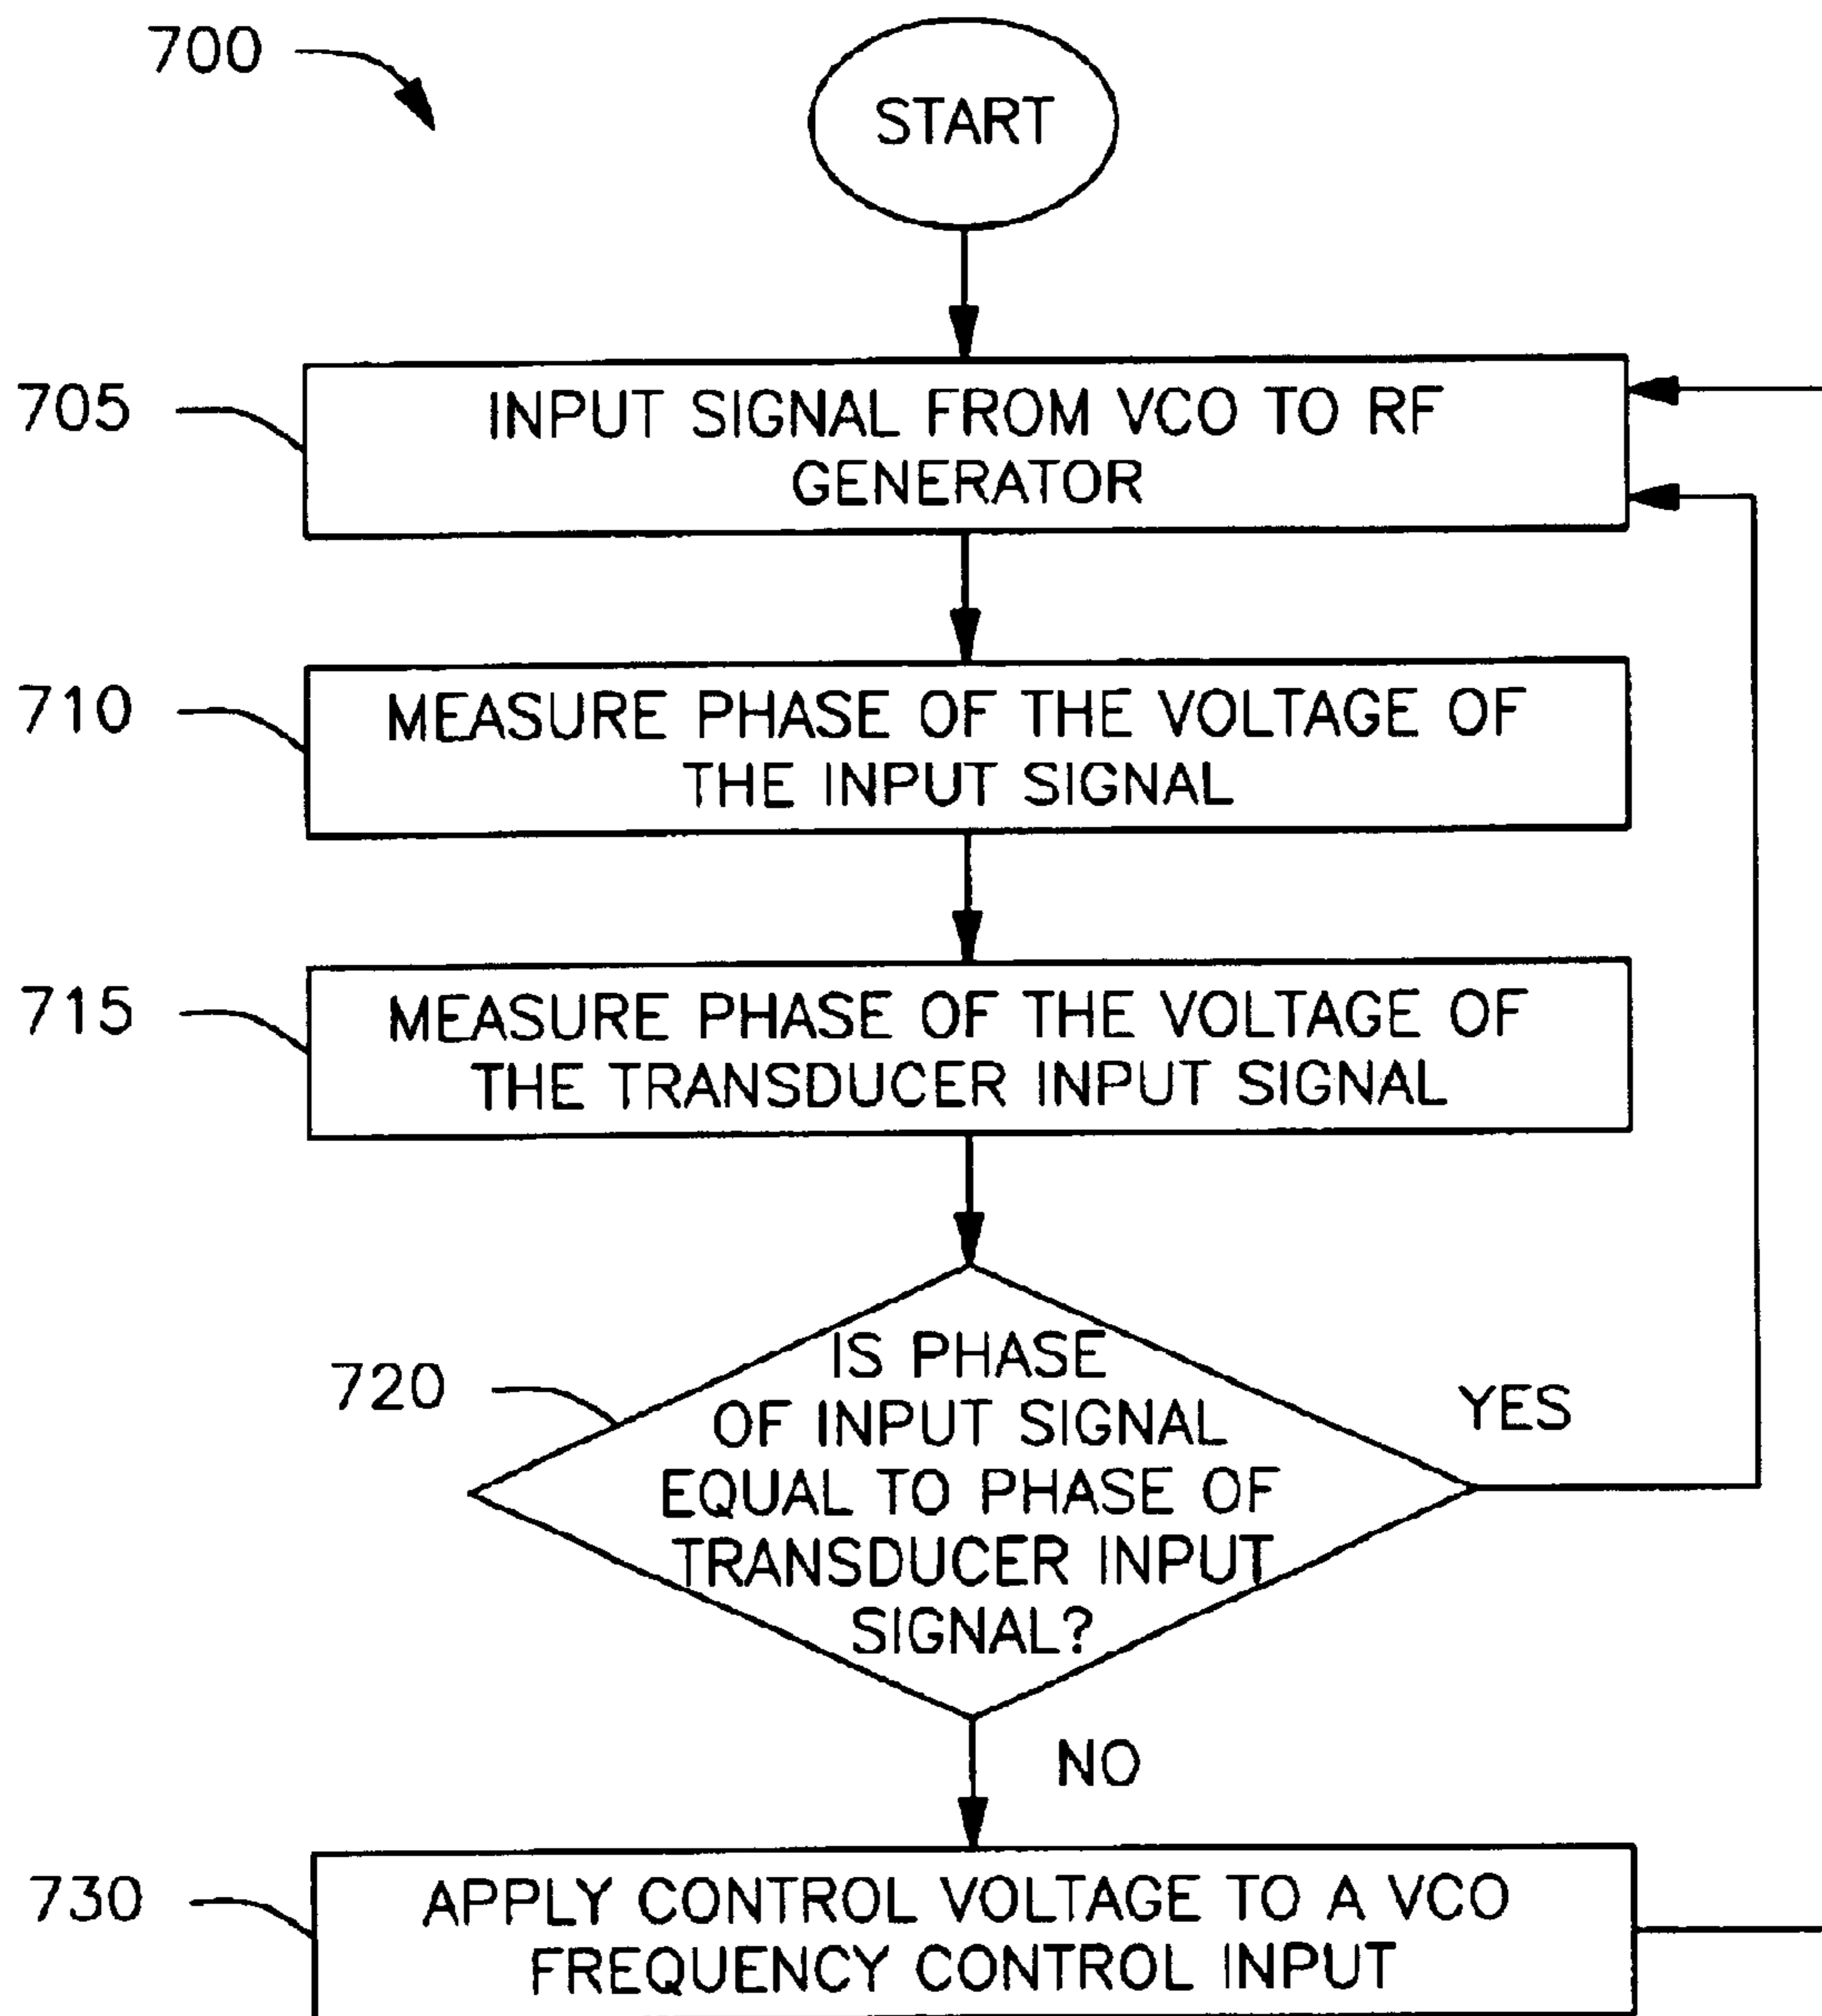 700
START
705
INPUT SIGNAL FROM VCO TO RF
GENERATOR
710
MEASURE PHASE OF THE VOLTAGE OF
THE INPUT SIGNAL
715
MEASURE PHASE OF THE VOLTAGE OF
THE TRANSDUCER INPUT SIGNAL
720
IS PHASE
OF INPUT SIGNAL
EQUAL TO PHASE OF
TRANSDUCER INPUT
SIGNAL?
YES
NO
730
APPLY CONTROL VOLTAGE TO A VCO
FREQUENCY CONTROL INPUT